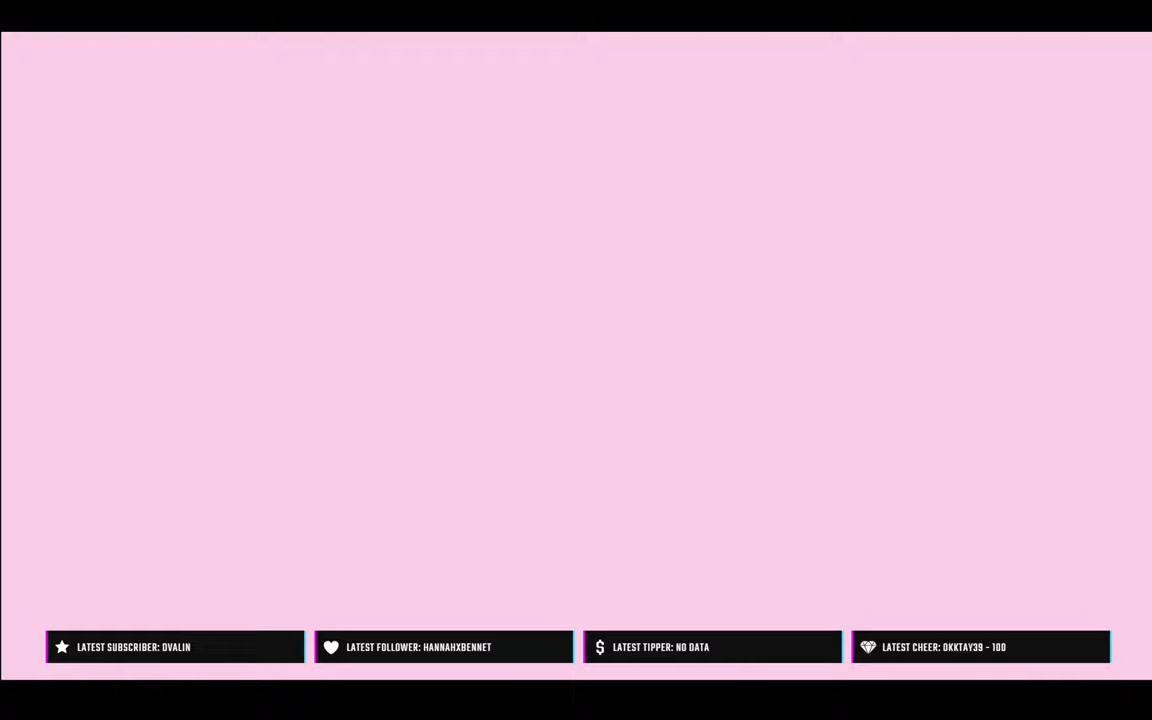 LATEST SUBSCRIBER: OVALIN
LATEST FOLLOWER: HANNAHXBENNET
LATEST TIPPER: NO DATA
LATEST CHEER: OKKTAY39 - 100